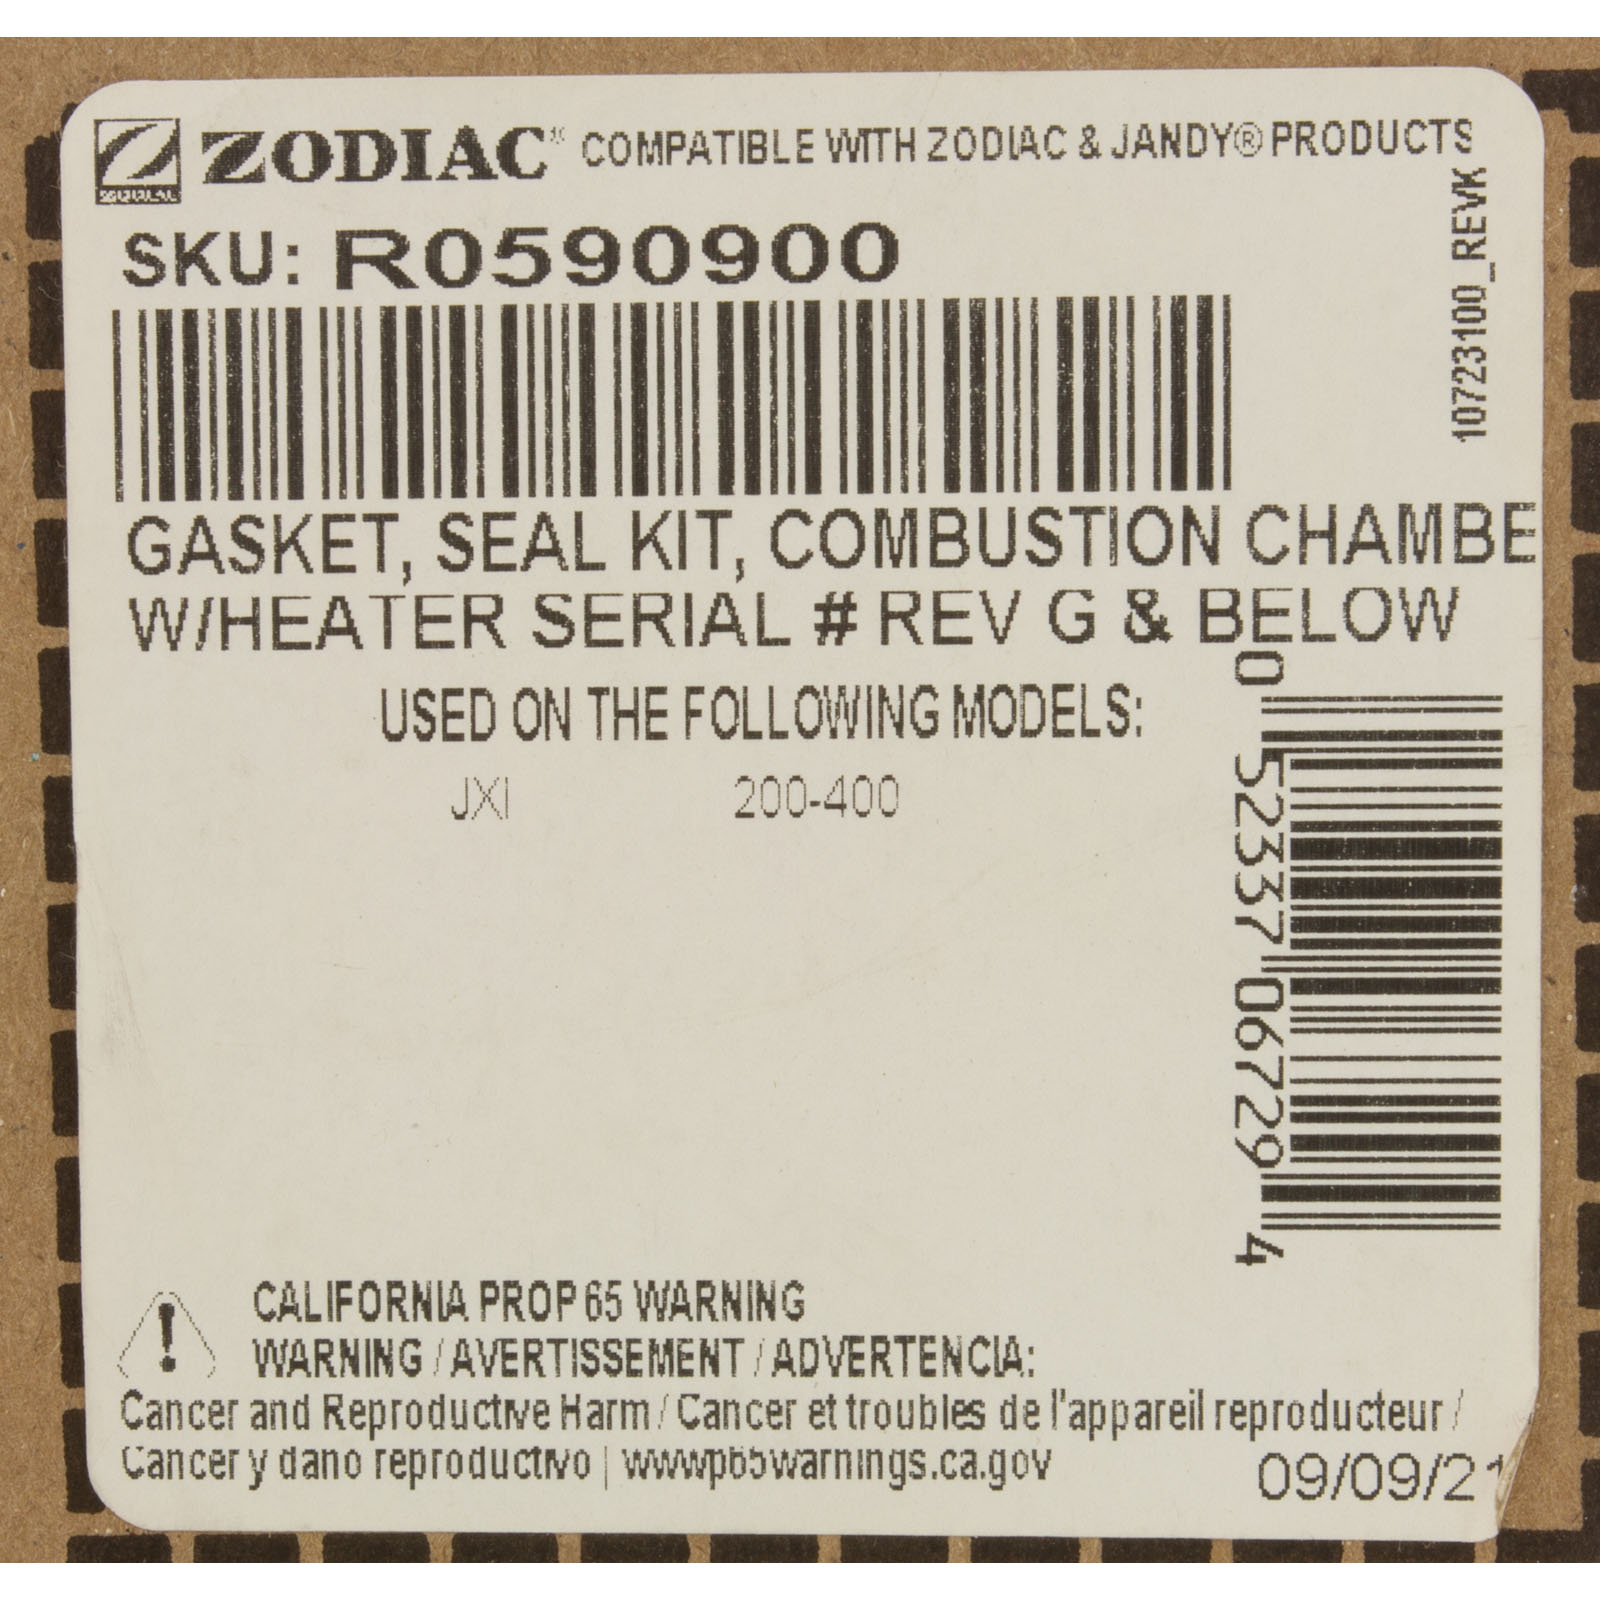 ZODIAC® COMPATIBLE WITH ZODIAC & JANDY® PRODUCTS
SKU: R0590900
10723100_REVK
GASKET, SEAL KIT, COMBUSTION CHAMBE
W/HEATER SERIAL # REV G & BELOW
USED ON THE FOLLOWING MODELS:
JXI 200-400
0 52337 06729 4
CALIFORNIA PROP 65 WARNING
WARNING / AVERTISSEMENT / ADVERTENCIA:
Cancer and Reproductive Harm / Cancer et troubles de l'appareil reproducteur /
Cancer y dano reproductivo | www.p65warnings.ca.gov
09/09/21